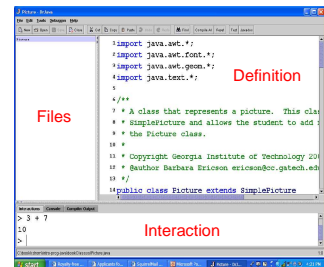 Picture - DrJava
File Edit Tools Debugger Help
New Open Save Close Cut Copy Paste Undo Redo Find Compile All Reset Test Javadoc
Picture
1 import java.awt.*;
2 import java.awt.font.*;
3 import java.awt.geom.*;
4 import java.text.*;
5
6 /**
7 * A class that represents a picture. This clas
8 * SimplePicture and allows the student to add
9 * the Picture class.
10 *
11 * Copyright Georgia Institute of Technology 200
12 * @author Barbara Ericson ericson@cc.gatech.edu
13 */
14 public class Picture extends SimplePicture
Files
Definition
Interactions Console Compiler Output
> 3 + 7
10
>
Interaction
start
4:21 PM